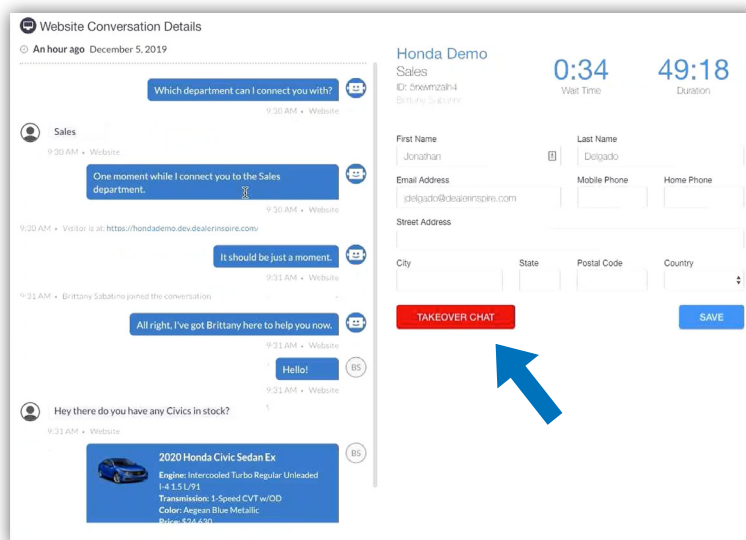 Website Conversation Details
An hour ago December 5, 2019
Which department can I connect you with?
9:30 AM • Website
Sales
9:30 AM • Website
One moment while I connect you to the Sales
department.
9:30 AM • Website
9:30 AM • Visitor is at: https://hondademo.dev.dealerinspire.com/
It should be just a moment.
9:31 AM • Website
9:31 AM • Brittany Sabatino joined the conversation
All right, I've got Brittany here to help you now.
9:31 AM • Website
Hello!
BS
9:31 AM • Website
Hey there do you have any Civics in stock?
9:31 AM • Website
BS
2020 Honda Civic Sedan Ex
Engine: Intercooled Turbo Regular Unleaded
I-4 1.5 L/91
Transmission: 1-Speed CVT w/OD
Color: Aegean Blue Metallic
Price: $24,630
Honda Demo
Sales
ID:
0:34
Wait Time
49:18
Duration
First Name
Last Name
Jonathan
Delgado
Email Address
Mobile Phone
Home Phone
jdelgado@dealerinspire.com
Street Address
City
State
Postal Code
Country
TAKEOVER CHAT
SAVE